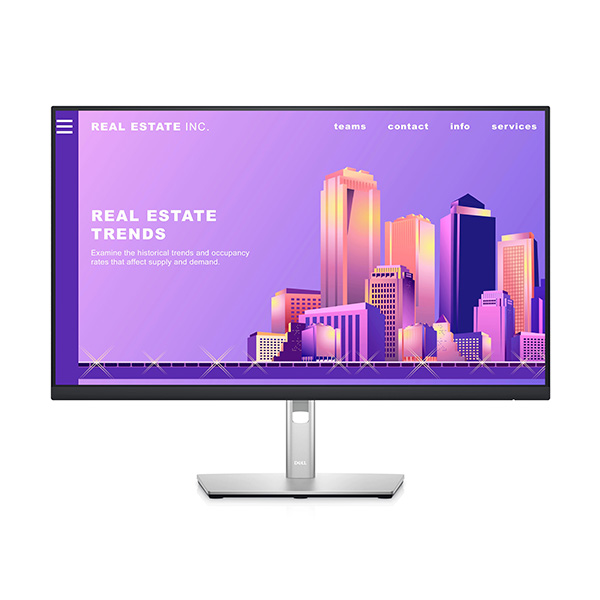 REAL ESTATE INC.
teams contact info services
REAL ESTATE
TRENDS
Examine the historical trends and occupancy
rates that affect supply and demand.